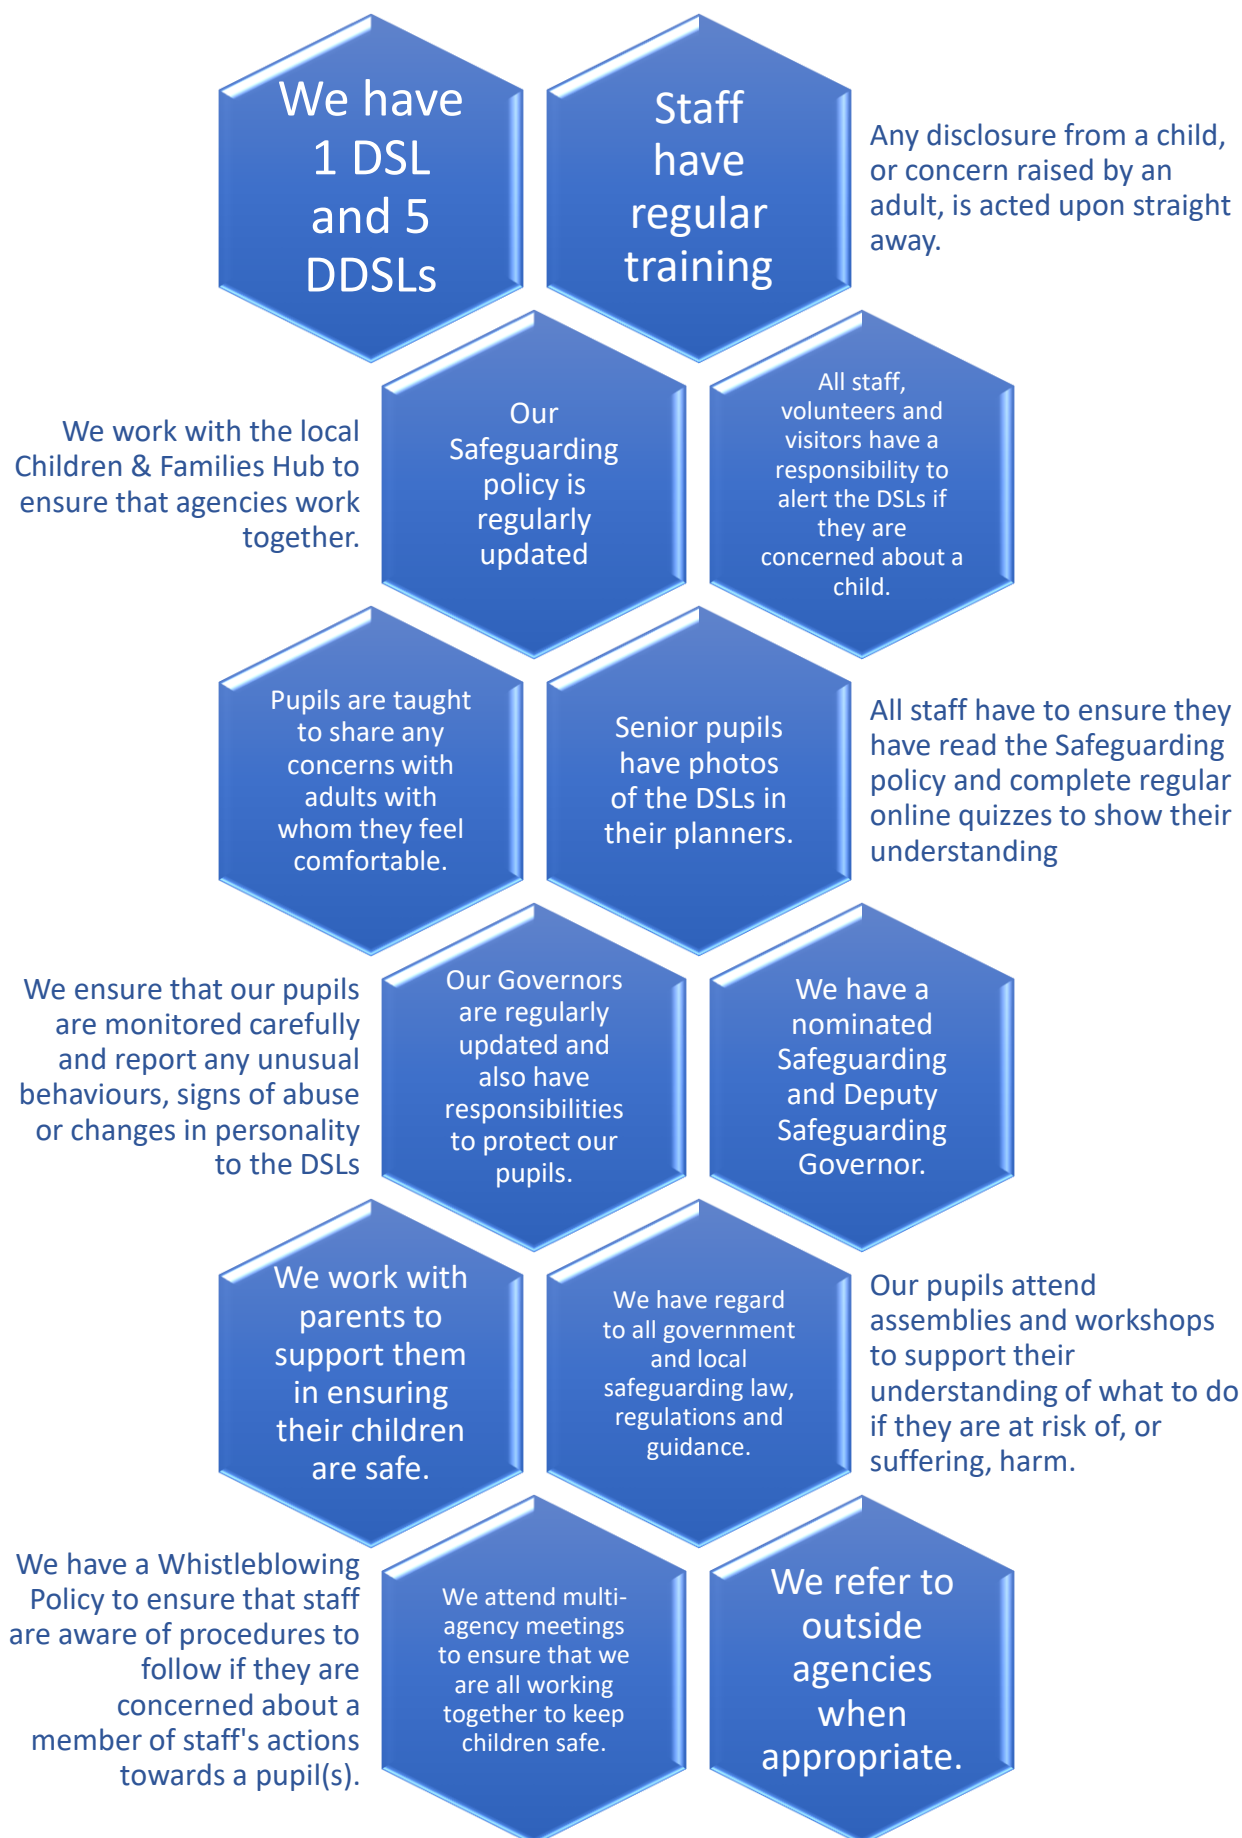 We have
1 DSL
and 5
DDSLs
Staff
have
regular
training
Any disclosure from a child,
or concern raised by an
adult, is acted upon straight
away.
We work with the local
Children & Families Hub to
ensure that agencies work
together.
Our
Safeguarding
policy is
regularly
updated
All staff,
volunteers and
visitors have a
responsibility to
alert the DSLs if
they are
concerned about a
child.
Pupils are taught
to share any
concerns with
adults with
whom they feel
comfortable.
Senior pupils
have photos
of the DSLs in
their planners.
All staff have to ensure they
have read the Safeguarding
policy and complete regular
online quizzes to show their
understanding
We ensure that our pupils
are monitored carefully
and report any unusual
behaviours, signs of abuse
or changes in personality
to the DSLs
Our Governors
are regularly
updated and
also have
responsibilities
to protect our
pupils.
We have a
nominated
Safeguarding
and Deputy
Safeguarding
Governor.
We work with
parents to
support them
in ensuring
their children
are safe.
We have regard
to all government
and local
safeguarding law,
regulations and
guidance.
Our pupils attend
assemblies and workshops
to support their
understanding of what to do
if they are at risk of, or
suffering, harm.
We have a Whistleblowing
Policy to ensure that staff
are aware of procedures to
follow if they are
concerned about a
member of staff's actions
towards a pupil(s).
We attend multi-
agency meetings
to ensure that we
are all working
together to keep
children safe.
We refer to
outside
agencies
when
appropriate.